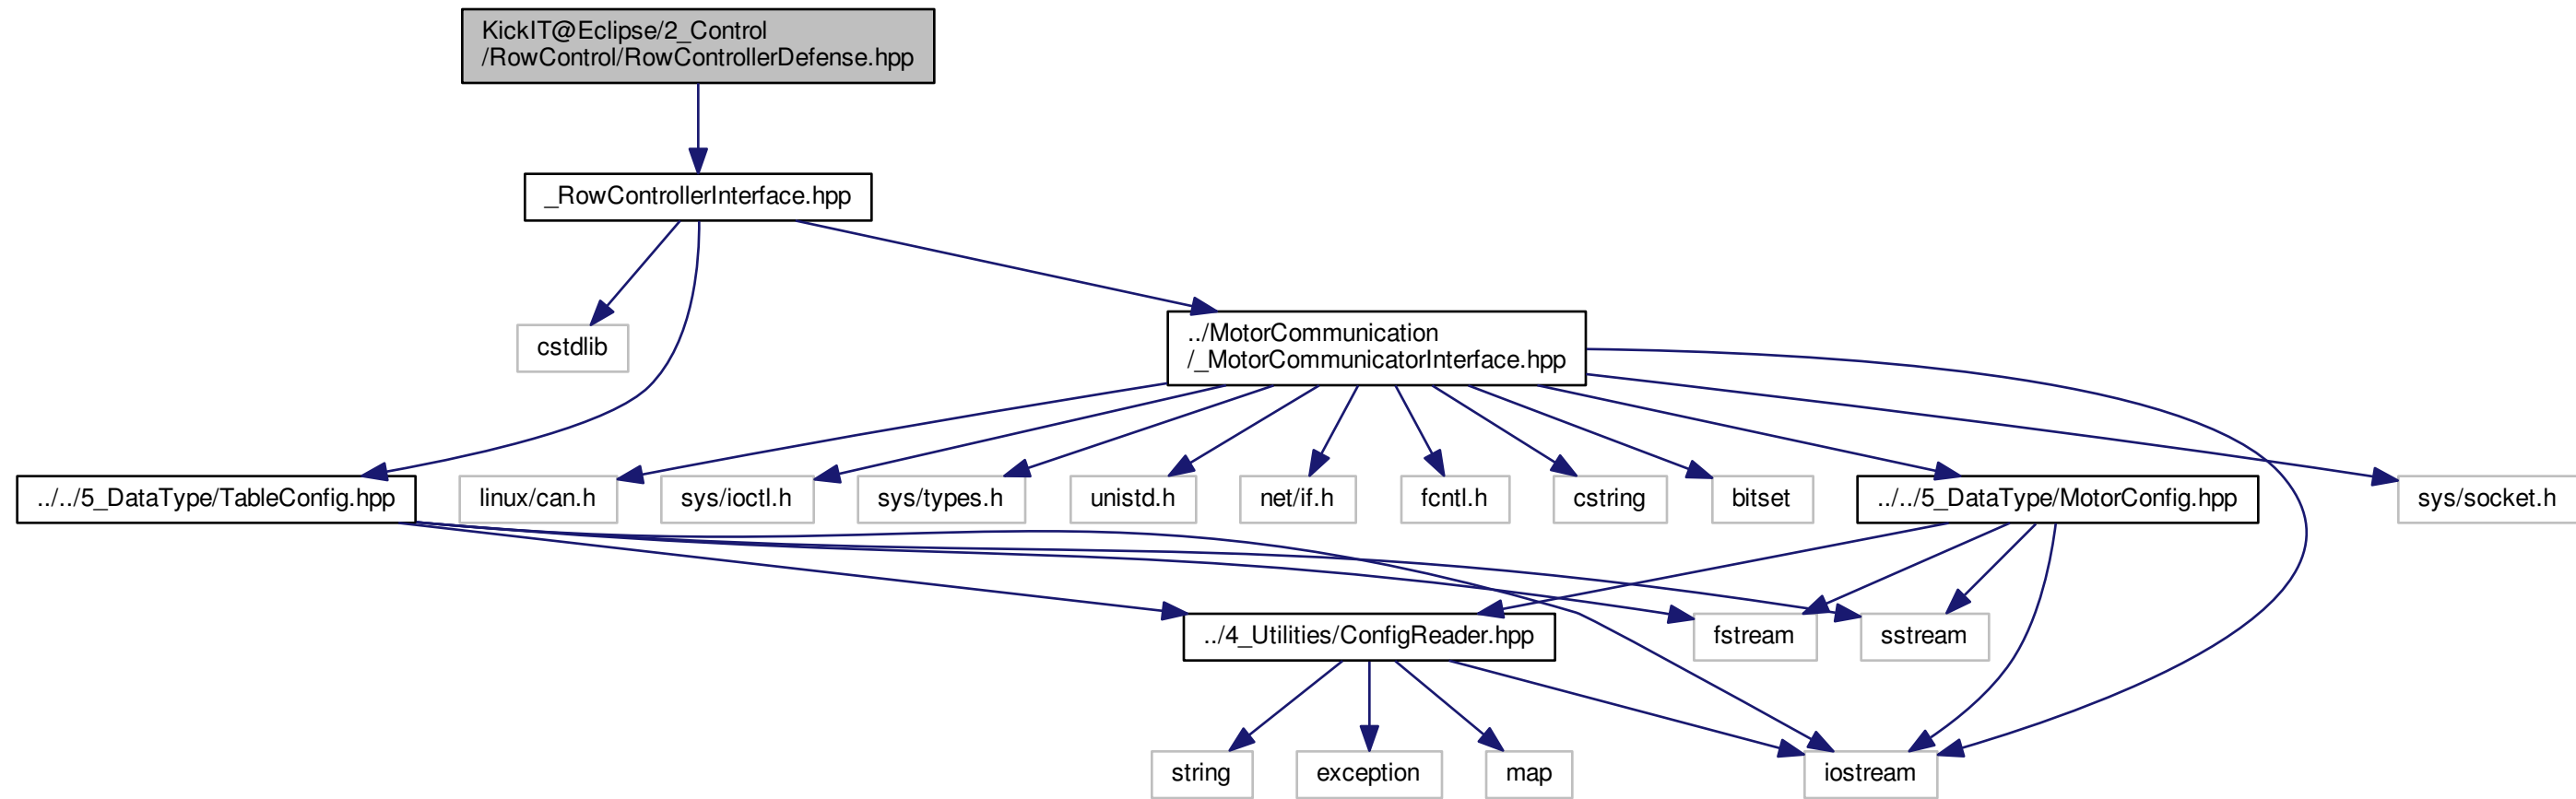 KickIT@Eclipse/2_Control
/RowControl/RowControllerDefense.hpp
_RowControllerInterface.hpp
cstdlib
../MotorCommunication
/_MotorCommunicatorInterface.hpp
../../5_DataType/TableConfig.hpp
linux/can.h
sys/ioctl.h
sys/types.h
unistd.h
net/if.h
fcntl.h
cstring
bitset
../../5_DataType/MotorConfig.hpp
sys/socket.h
../4_Utilities/ConfigReader.hpp
fstream
sstream
string
exception
map
iostream